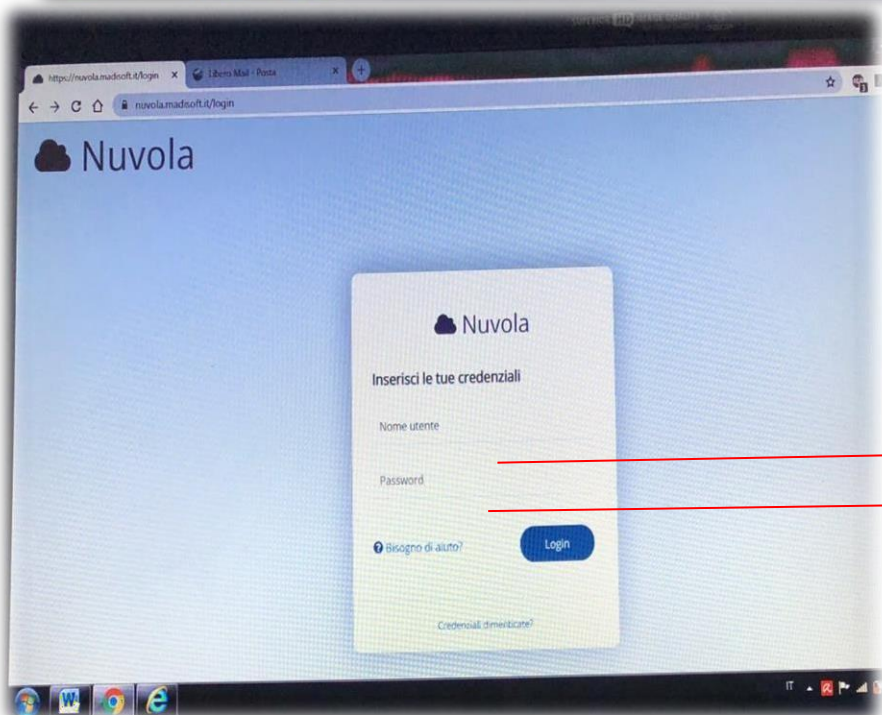 https://nuvola.madisoft.it/login
Libero Mail - Posta
nuvola.madisoft.it/login
Nuvola
Nuvola
Inserisci le tue credenziali
Nome utente
Password
Bisogno di aiuto?
Login
Credenziali dimenticate?
IT